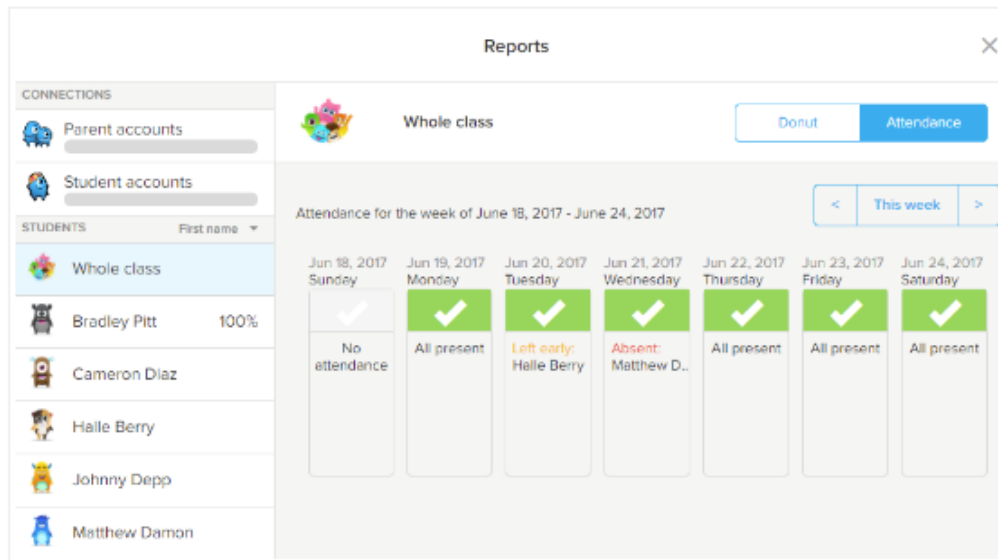 Reports
CONNECTIONS
Parent accounts
Student accounts
STUDENTS First name
Whole class
Bradley Pitt 100%
Cameron Diaz
Halle Berry
Johnny Depp
Matthew Damon
Whole class
Donut Attendance
Attendance for the week of June 18, 2017 - June 24, 2017
< This week >
Jun 18, 2017 Jun 19, 2017 Jun 20, 2017 Jun 21, 2017 Jun 22, 2017 Jun 23, 2017 Jun 24, 2017
Sunday Monday Tuesday Wednesday Thursday Friday Saturday
No All present Left early: Absent: All present All present All present
attendance Halle Berry Matthew D..